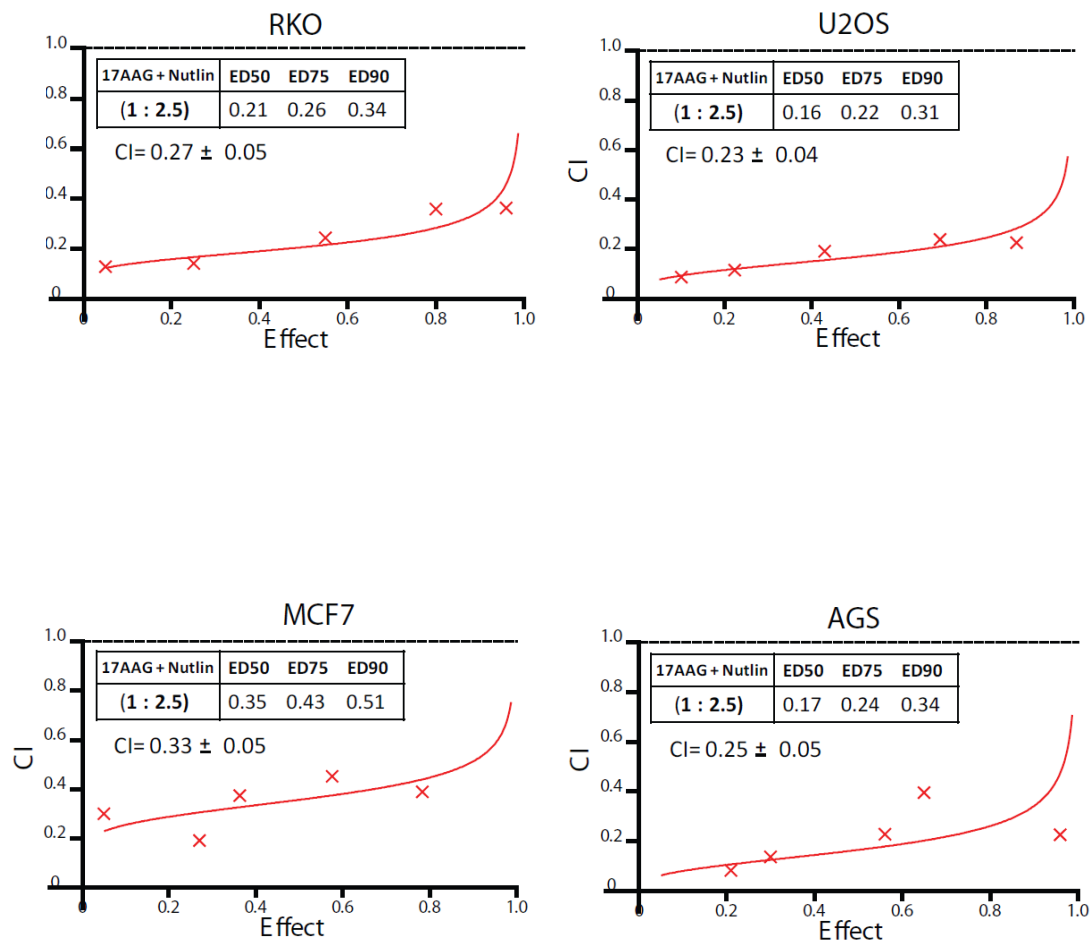 RKO
1.0
17AAG + Nutlin ED50 ED75 ED90
(1 : 2.5) 0.21 0.26 0.34
CI= 0.27 ± 0.05
0.8
0.6
0.4
0.2
0
CI
0 0.2 0.4 0.6 0.8 1.0
Effect
U2OS
1.0
17AAG + Nutlin ED50 ED75 ED90
(1 : 2.5) 0.16 0.22 0.31
CI= 0.23 ± 0.04
0.8
0.6
0.4
0.2
0
CI
0 0.2 0.4 0.6 0.8 1.0
Effect
MCF7
1.0
17AAG + Nutlin ED50 ED75 ED90
(1 : 2.5) 0.35 0.43 0.51
CI= 0.33 ± 0.05
0.8
0.6
0.4
0.2
0
CI
0 0.2 0.4 0.6 0.8 1.0
Effect
AGS
1.0
17AAG + Nutlin ED50 ED75 ED90
(1 : 2.5) 0.17 0.24 0.34
CI= 0.25 ± 0.05
0.8
0.6
0.4
0.2
0
CI
0 0.2 0.4 0.6 0.8 1.0
Effect